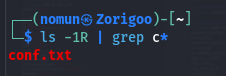 ┌──(nomun㉿Zorigoo)-[~]
└─$ ls -1R | grep c*
conf.txt